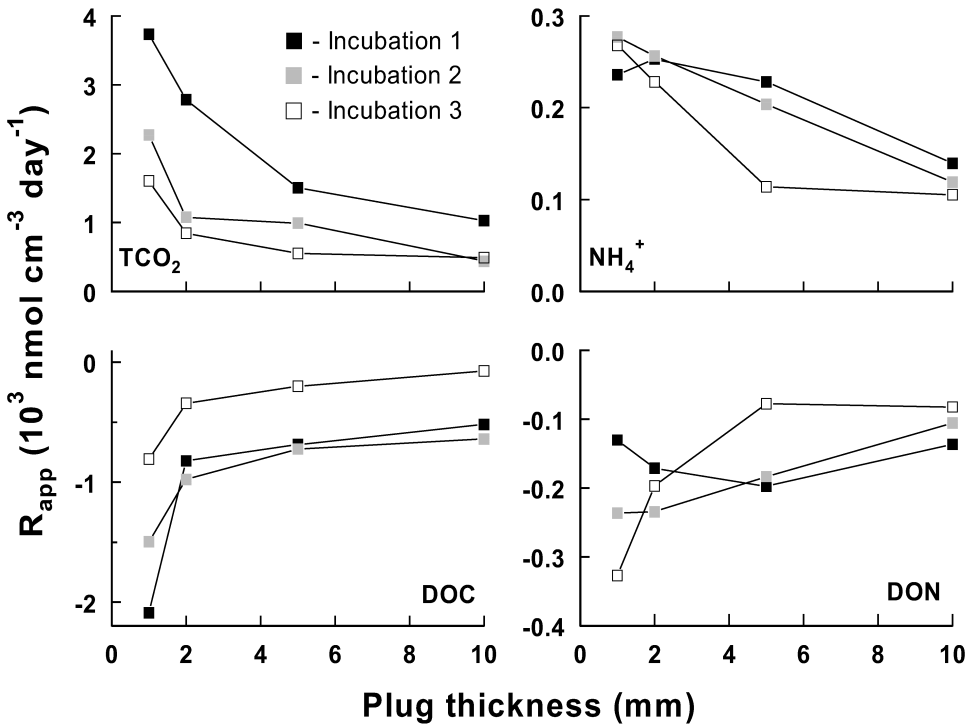 4
3
2
1
0
- Incubation 1
- Incubation 2
- Incubation 3
TCO₂
0.3
0.2
0.1
0.0
NH₄⁺
Rapp (10³ nmol cm⁻³ day⁻¹)
0
-1
-2
DOC
0 2 4 6 8 10
0.0
-0.1
-0.2
-0.3
-0.4
DON
0 2 4 6 8 10
Plug thickness (mm)